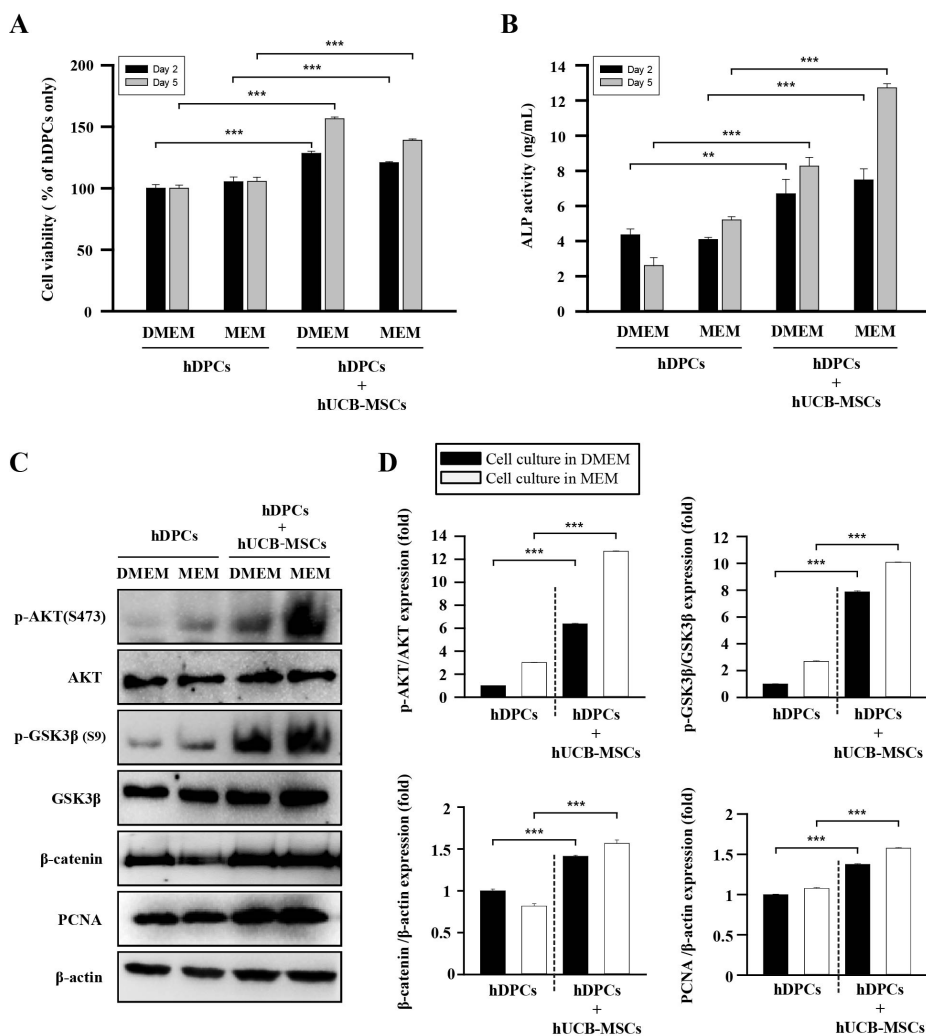 A
Day 2
Day 5
***
***
***
***
Cell viability ( % of hDPCs only)
200
150
100
50
0
DMEM MEM DMEM MEM
hDPCs hDPCs
+
hUCB-MSCs
B
Day 2
Day 5
***
***
***
**
ALP activity (ng/mL)
14
12
10
8
6
4
2
0
DMEM MEM DMEM MEM
hDPCs hDPCs
+
hUCB-MSCs
C
hDPCs hDPCs
+
hUCB-MSCs
DMEM MEM DMEM MEM
p-AKT(S473)
AKT
p-GSK3β (S9)
GSK3β
β-catenin
PCNA
β-actin
D
Cell culture in DMEM
Cell culture in MEM
p-AKT/AKT expression (fold)
14
12
10
8
6
4
2
0
***
***
hDPCs hDPCs
+
hUCB-MSCs
p-GSK3β/GSK3β expression (fold)
12
10
8
6
4
2
0
***
***
hDPCs hDPCs
+
hUCB-MSCs
β-catenin /β-actin expression (fold)
2
1.5
1
0.5
0
***
***
hDPCs hDPCs
+
hUCB-MSCs
PCNA /β-actin expression (fold)
2
1.5
1
0.5
0
***
***
hDPCs hDPCs
+
hUCB-MSCs